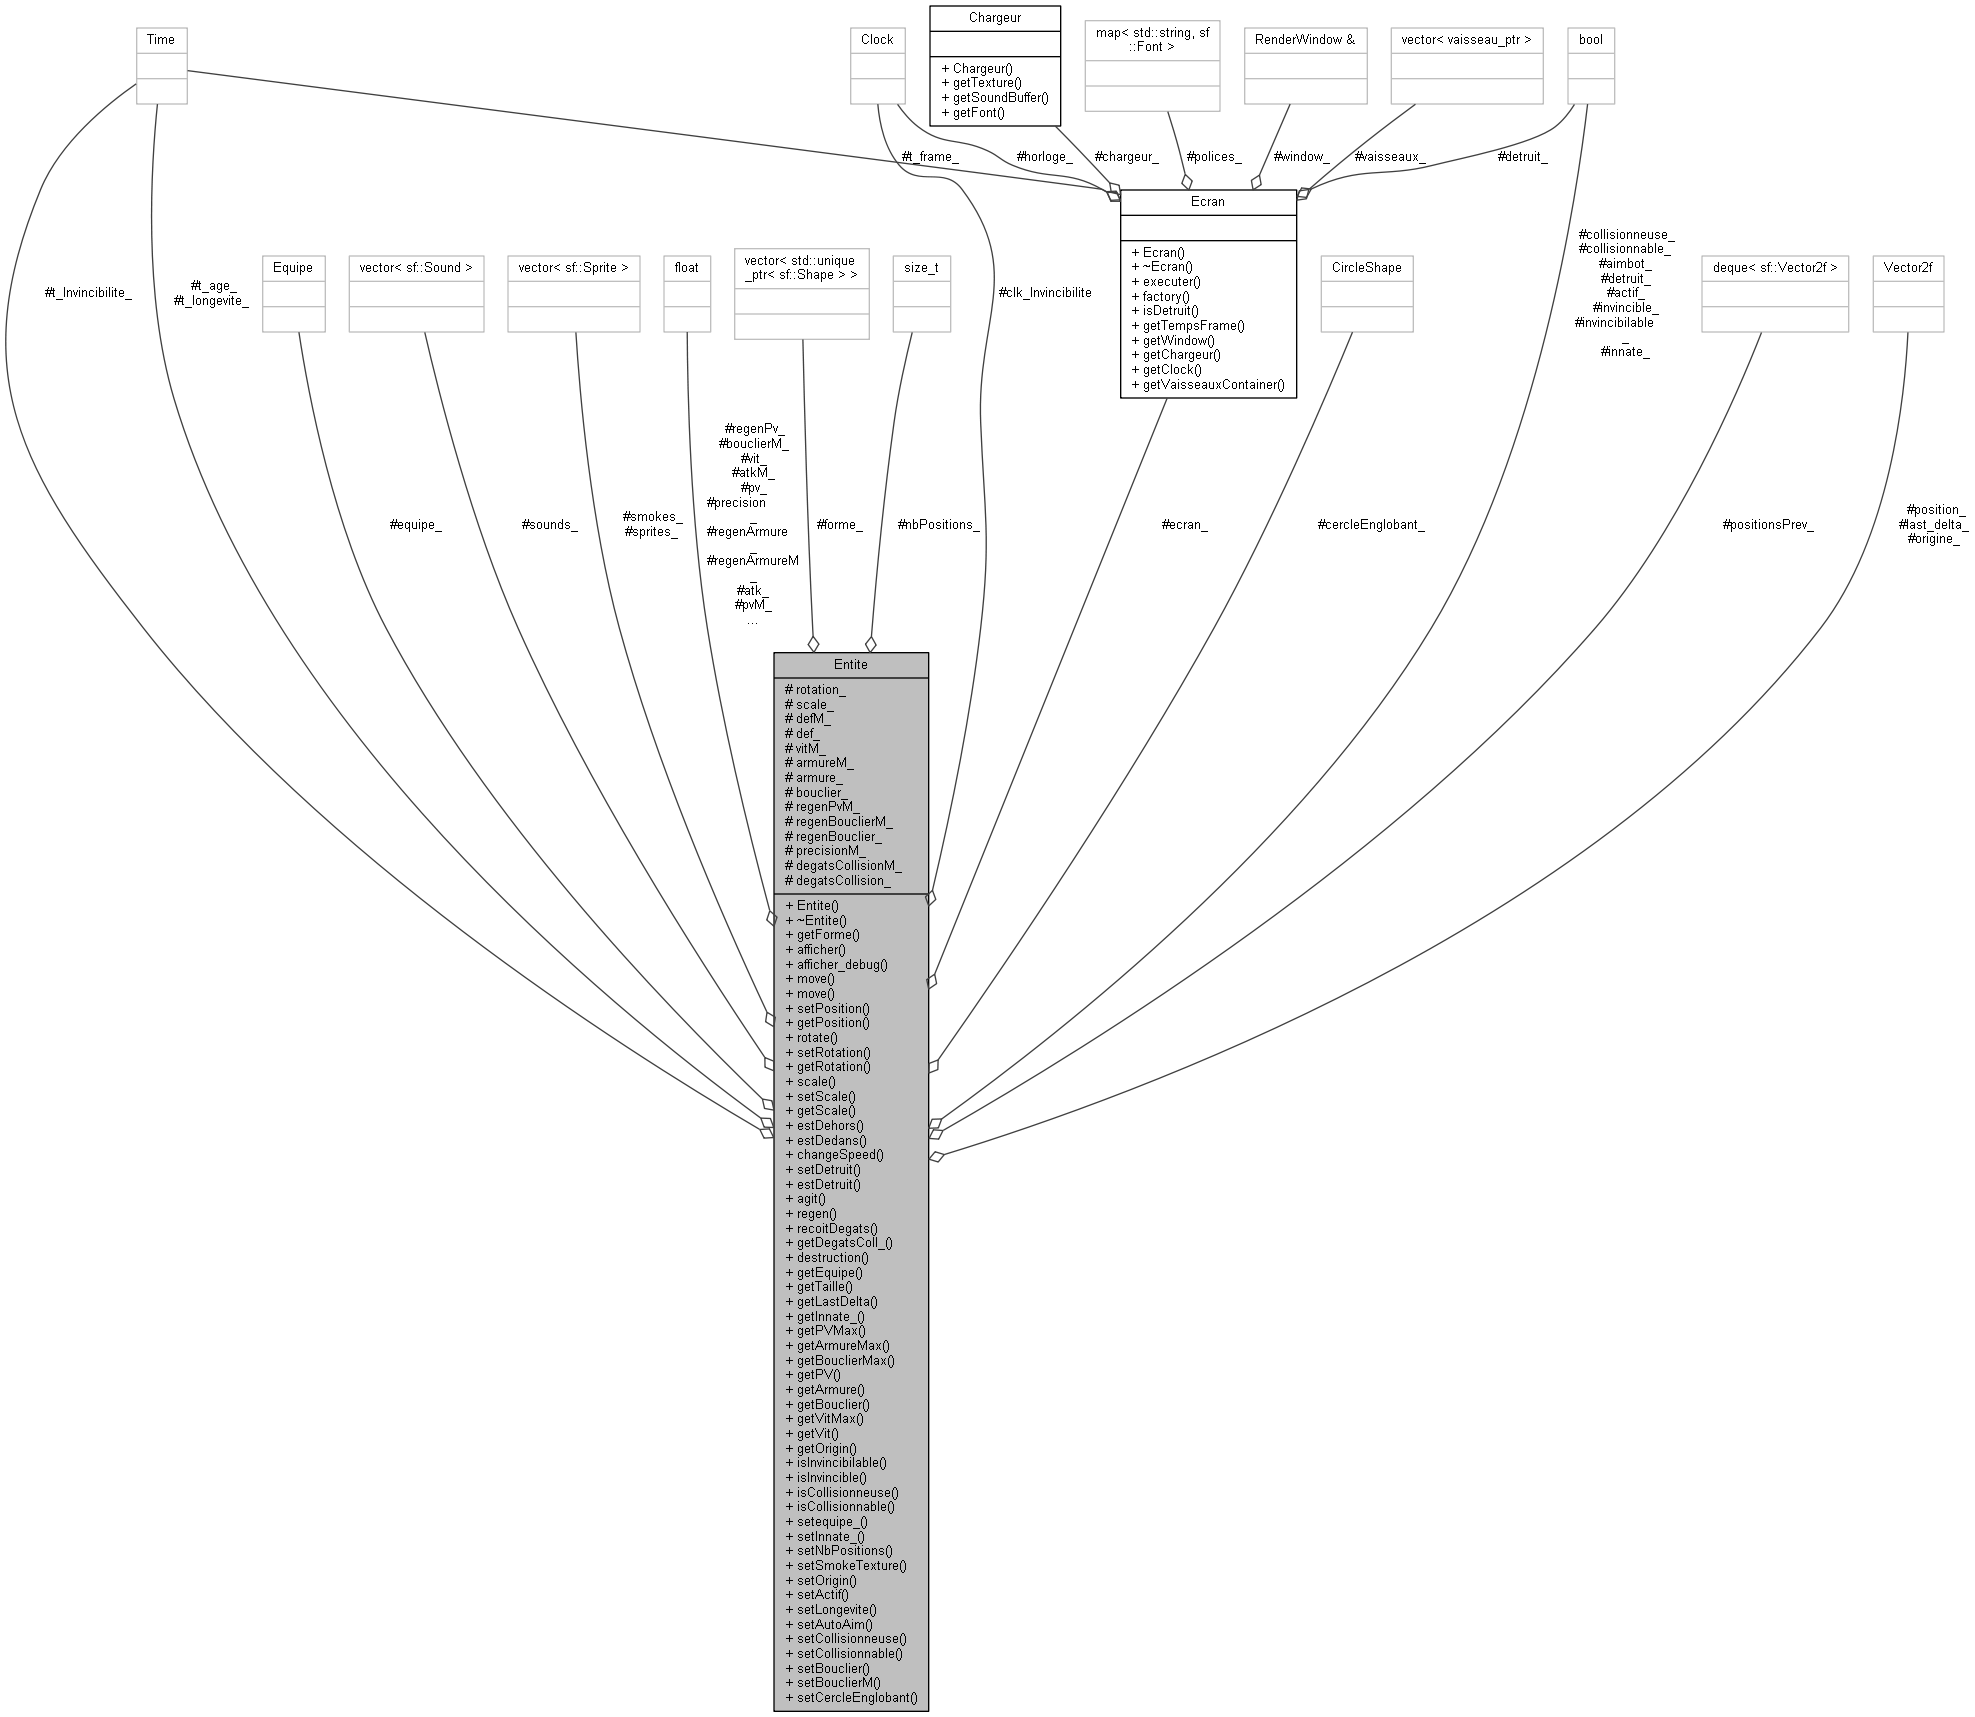 Time
Clock
Chargeur
+ Chargeur()
+ getTexture()
+ getSoundBuffer()
+ getFont()
map< std::string, sf
::Font >
RenderWindow &
vector< vaisseau_ptr >
bool
#t_frame_
#horloge_
#chargeur_
#polices_
#window_
#vaisseaux_
#detruit_
Ecran
+ Ecran()
+ ~Ecran()
+ executer()
+ factory()
+ isDetruit()
+ getTempsFrame()
+ getWindow()
+ getChargeur()
+ getClock()
+ getVaisseauxContainer()
#t_Invincibilite_
#t_age_
#t_longevite_
Equipe
vector< sf::Sound >
vector< sf::Sprite >
float
vector< std::unique
_ptr< sf::Shape > >
size_t
#clk_Invincibilite
CircleShape
#collisionneuse_
#collisionnable_
#aimbot_
#detruit_
#actif_
#invincible_
#invincibilable
_
#innate_
deque< sf::Vector2f >
Vector2f
#equipe_
#sounds_
#smokes_
#sprites_
#regenPv_
#bouclierM_
#vit_
#atkM_
#pv_
#precision
_
#regenArmure
_
#regenArmureM
_
#atk_
#pvM_
...
#forme_
#nbPositions_
#ecran_
#cercleEnglobant_
#positionsPrev_
#position_
#last_delta_
#origine_
Entite
# rotation_
# scale_
# defM_
# def_
# vitM_
# armureM_
# armure_
# bouclier_
# regenPvM_
# regenBouclierM_
# regenBouclier_
# precisionM_
# degatsCollisionM_
# degatsCollision_
+ Entite()
+ ~Entite()
+ getForme()
+ afficher()
+ afficher_debug()
+ move()
+ move()
+ setPosition()
+ getPosition()
+ rotate()
+ setRotation()
+ getRotation()
+ scale()
+ setScale()
+ getScale()
+ estDehors()
+ estDedans()
+ changeSpeed()
+ setDetruit()
+ estDetruit()
+ agit()
+ regen()
+ recoitDegats()
+ getDegatsColl_()
+ destruction()
+ getEquipe()
+ getTaille()
+ getLastDelta()
+ getInnate_()
+ getPVMax()
+ getArmureMax()
+ getBouclierMax()
+ getPV()
+ getArmure()
+ getBouclier()
+ getVitMax()
+ getVit()
+ getOrigin()
+ isInvincibilable()
+ isInvincible()
+ isCollisionneuse()
+ isCollisionnable()
+ setequipe_()
+ setInnate_()
+ setNbPositions()
+ setSmokeTexture()
+ setOrigin()
+ setActif()
+ setLongevite()
+ setAutoAim()
+ setCollisionneuse()
+ setCollisionnable()
+ setBouclier()
+ setBouclierM()
+ setCercleEnglobant()